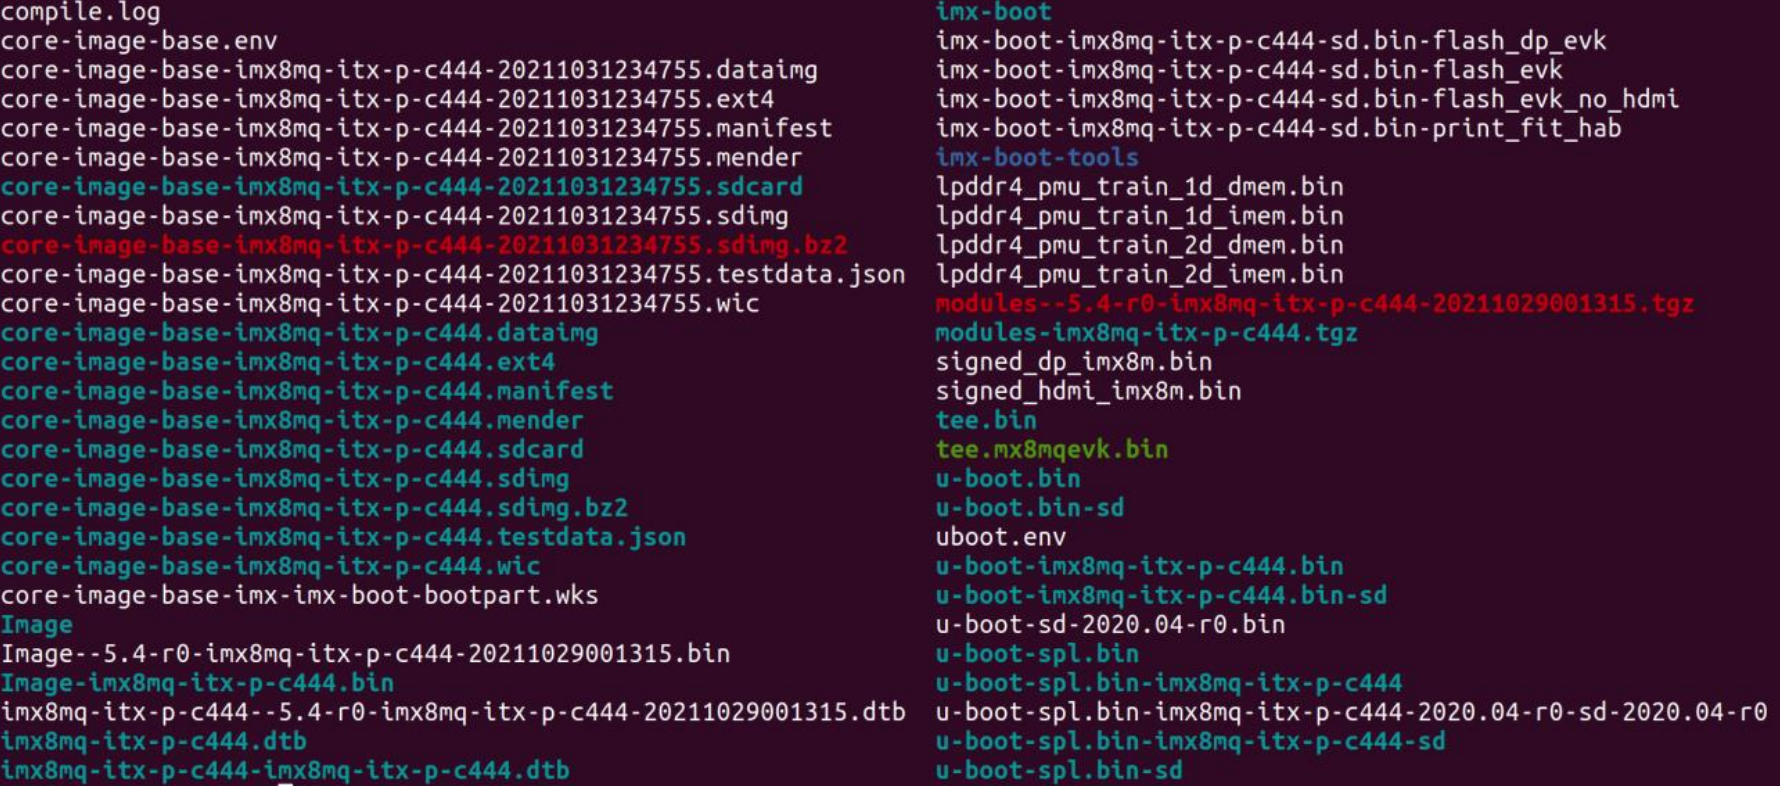 compile.log
core-image-base.env
core-image-base-imx8mq-itx-p-c444-20211031234755.dataimg
core-image-base-imx8mq-itx-p-c444-20211031234755.ext4
core-image-base-imx8mq-itx-p-c444-20211031234755.manifest
core-image-base-imx8mq-itx-p-c444-20211031234755.mender
core-image-base-imx8mq-itx-p-c444-20211031234755.sdcard
core-image-base-imx8mq-itx-p-c444-20211031234755.sdimg
core-image-base-imx8mq-itx-p-c444-20211031234755.sdimg.bz2
core-image-base-imx8mq-itx-p-c444-20211031234755.testdata.json
core-image-base-imx8mq-itx-p-c444-20211031234755.wic
core-image-base-imx8mq-itx-p-c444.dataimg
core-image-base-imx8mq-itx-p-c444.ext4
core-image-base-imx8mq-itx-p-c444.manifest
core-image-base-imx8mq-itx-p-c444.mender
core-image-base-imx8mq-itx-p-c444.sdcard
core-image-base-imx8mq-itx-p-c444.sdimg
core-image-base-imx8mq-itx-p-c444.sdimg.bz2
core-image-base-imx8mq-itx-p-c444.testdata.json
core-image-base-imx8mq-itx-p-c444.wic
core-image-base-imx-imx-boot-bootpart.wks
Image
Image--5.4-r0-imx8mq-itx-p-c444-20211029001315.bin
Image-imx8mq-itx-p-c444.bin
imx8mq-itx-p-c444--5.4-r0-imx8mq-itx-p-c444-20211029001315.dtb
imx8mq-itx-p-c444.dtb
imx8mq-itx-p-c444-imx8mq-itx-p-c444.dtb
imx-boot
imx-boot-imx8mq-itx-p-c444-sd.bin-flash_dp_evk
imx-boot-imx8mq-itx-p-c444-sd.bin-flash_evk
imx-boot-imx8mq-itx-p-c444-sd.bin-flash_evk_no_hdmi
imx-boot-imx8mq-itx-p-c444-sd.bin-print_fit_hab
imx-boot-tools
lpddr4_pmu_train_1d_dmem.bin
lpddr4_pmu_train_1d_imem.bin
lpddr4_pmu_train_2d_dmem.bin
lpddr4_pmu_train_2d_imem.bin
modules--5.4-r0-imx8mq-itx-p-c444-20211029001315.tgz
modules-imx8mq-itx-p-c444.tgz
signed_dp_imx8m.bin
signed_hdmi_imx8m.bin
tee.bin
tee.mx8mqevk.bin
u-boot.bin
u-boot.bin-sd
uboot.env
u-boot-imx8mq-itx-p-c444.bin
u-boot-imx8mq-itx-p-c444.bin-sd
u-boot-sd-2020.04-r0.bin
u-boot-spl.bin
u-boot-spl.bin-imx8mq-itx-p-c444
u-boot-spl.bin-imx8mq-itx-p-c444-2020.04-r0-sd-2020.04-r0
u-boot-spl.bin-imx8mq-itx-p-c444-sd
u-boot-spl.bin-sd